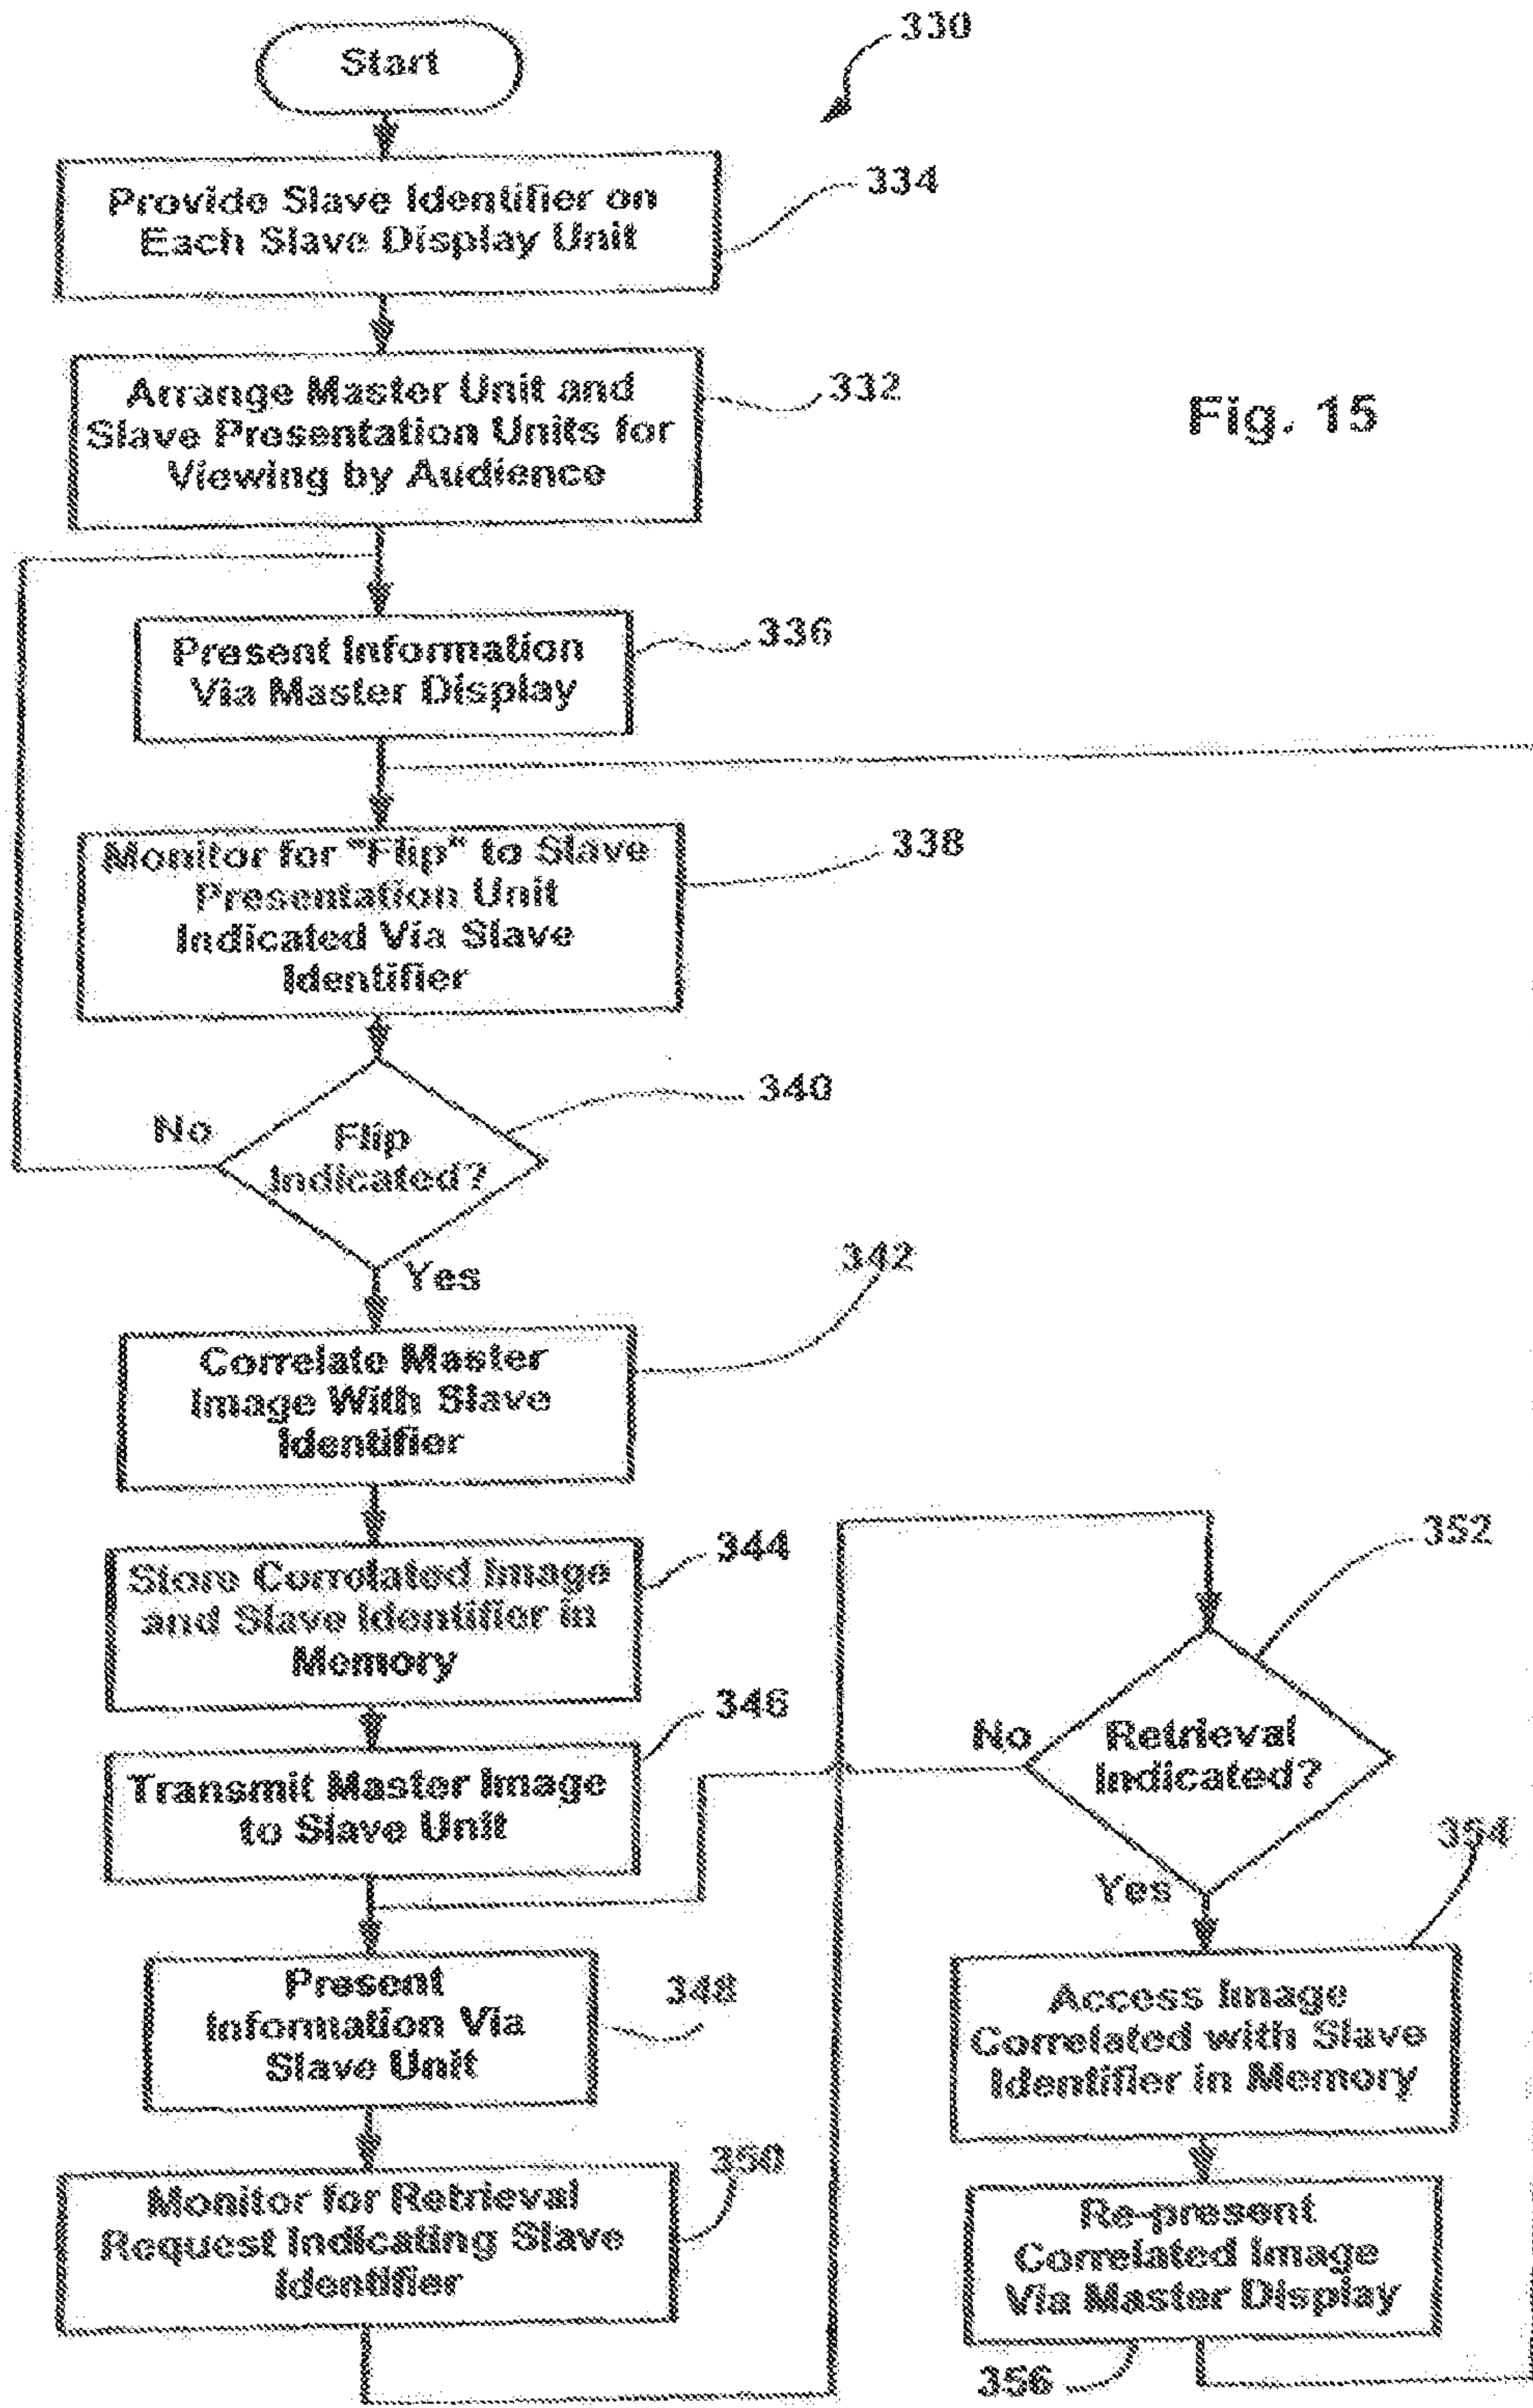 Start
330
Provide Slave Identifier on
Each Slave Display Unit
334
Arrange Master Unit and
Slave Presentation Units for
Viewing by Audience
332
Fig. 15
Present Information
Via Master Display
336
Monitor for "Flip" to Slave
Presentation Unit
Indicated Via Slave
Identifier
338
Flip
Indicated?
340
No
Yes
Correlate Master
Image With Slave
Identifier
342
Store Correlated Image
and Slave Identifier in
Memory
344
Transmit Master Image
to Slave Unit
346
Present
Information Via
Slave Unit
348
Monitor for Retrieval
Request Indicating Slave
Identifier
350
Retrieval
Indicated?
352
No
Yes
Access Image
Correlated with Slave
Identifier in Memory
354
Re-present
Correlated Image
Via Master Display
356